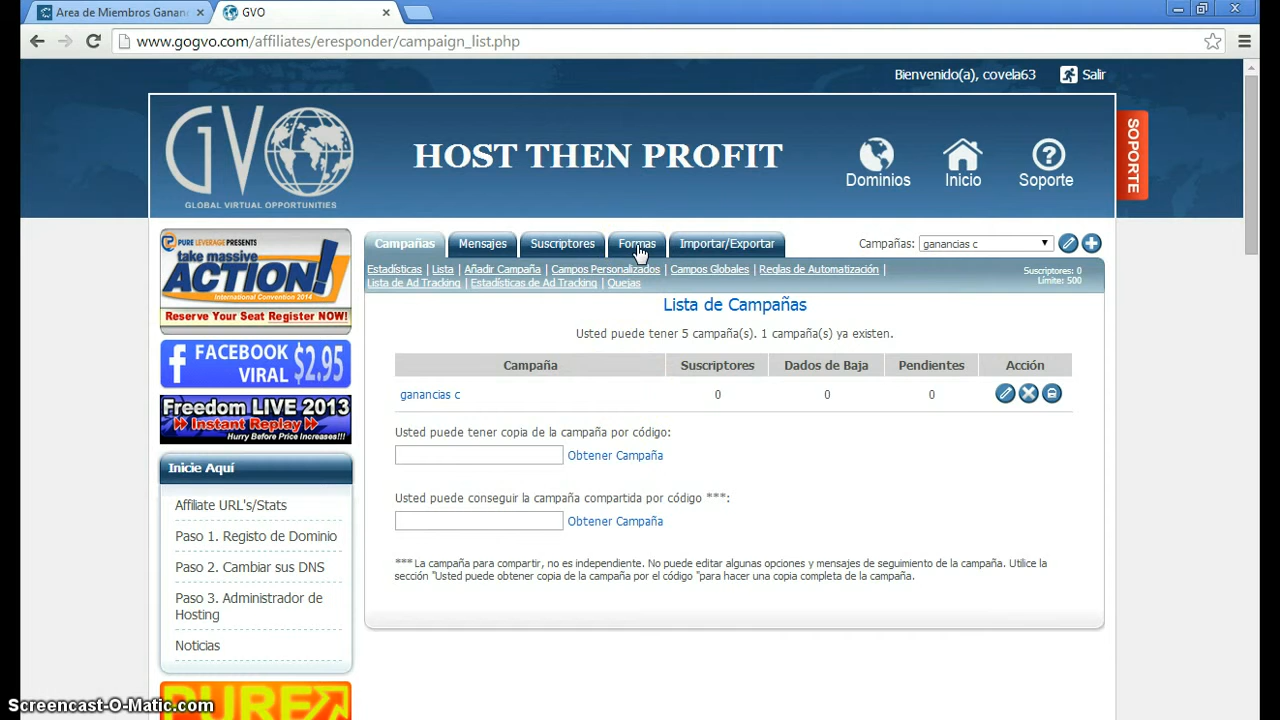 Area de Miembros Gananc
GVO
www.gogvo.com/affiliates/eresponder/campaign_list.php
Bienvenido(a), covela63
Salir
GVO
GLOBAL VIRTUAL OPPORTUNITIES
HOST THEN PROFIT
Dominios
Inicio
Soporte
SOPORTE
PURE LEVERAGE PRESENTS
take massive
ACTION!
International Convention 2014
Reserve Your Seat Register NOW!
FACEBOOK
VIRAL $2.95
Freedom LIVE 2013
Instant Replay
Hurry Before Price Increases!!!
Inicie Aquí
Affiliate URL's/Stats
Paso 1. Registo de Dominio
Paso 2. Cambiar sus DNS
Paso 3. Administrador de
Hosting
Noticias
PURE
Campañas Mensajes Suscriptores Formas Importar/Exportar
Campañas: ganancias c
Estadísticas | Lista | Añadir Campaña | Campos Personalizados | Campos Globales | Reglas de Automatización |
Lista de Ad Tracking | Estadísticas de Ad Tracking | Quejas
Suscriptores: 0
Límite: 500
Lista de Campañas
Usted puede tener 5 campaña(s). 1 campaña(s) ya existen.
Campaña Suscriptores Dados de Baja Pendientes Acción
ganancias c 0 0 0
Usted puede tener copia de la campaña por código:
Obtener Campaña
Usted puede conseguir la campaña compartida por código ***:
Obtener Campaña
*** La campaña para compartir, no es independiente. No puede editar algunas opciones y mensajes de seguimiento de la campaña. Utilice la
sección "Usted puede obtener copia de la campaña por el código "para hacer una copia completa de la campaña.
Screencast-O-Matic.com